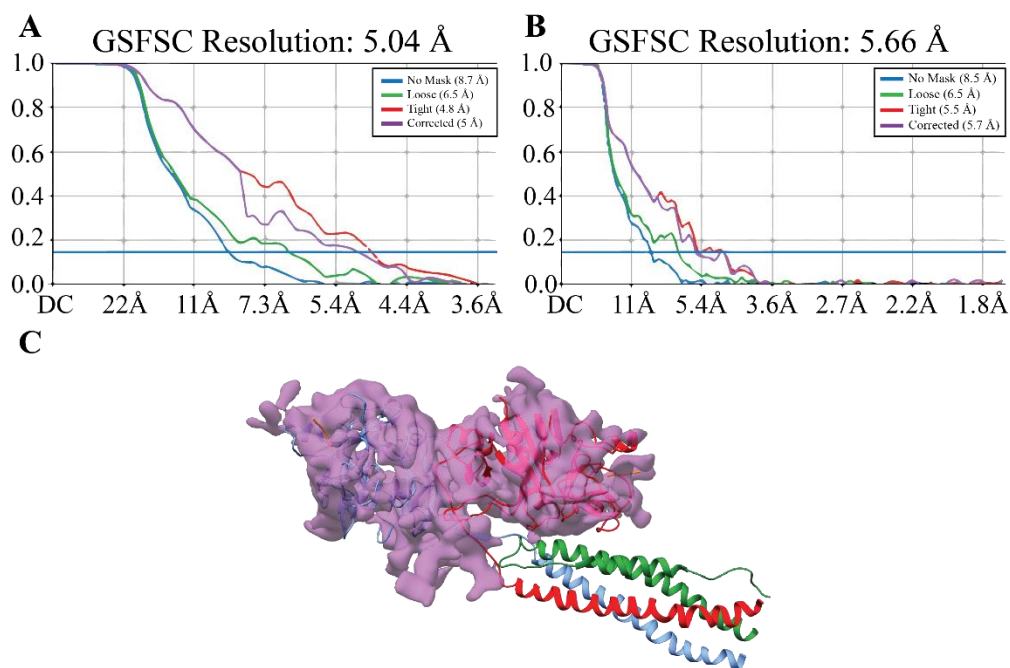 A
GSFSC Resolution: 5.04 Å
1.0
0.8
0.6
0.4
0.2
0.0
DC 22Å 11Å 7.3Å 5.4Å 4.4Å 3.6Å
No Mask (8.7 Å)
Loose (6.5 Å)
Tight (4.8 Å)
Corrected (5 Å)
B
GSFSC Resolution: 5.66 Å
1.0
0.8
0.6
0.4
0.2
0.0
DC 11Å 5.4Å 3.6Å 2.7Å 2.2Å 1.8Å
No Mask (8.5 Å)
Loose (6.5 Å)
Tight (5.5 Å)
Corrected (5.7 Å)
C